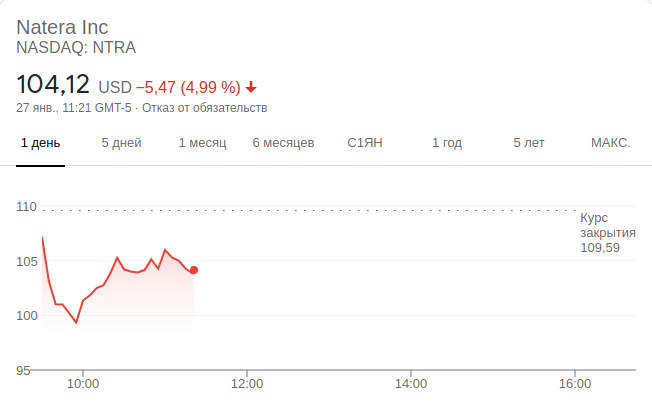 Natera Inc
NASDAQ: NTRA
104,12 USD −5,47 (4,99 %)
27 янв., 11:21 GMT-5 · Отказ от обязательств
1 день 5 дней 1 месяц 6 месяцев С1ЯН 1 год 5 лет МАКС.
110
Курс
закрытия
109,59
105
100
95
10:00 12:00 14:00 16:00